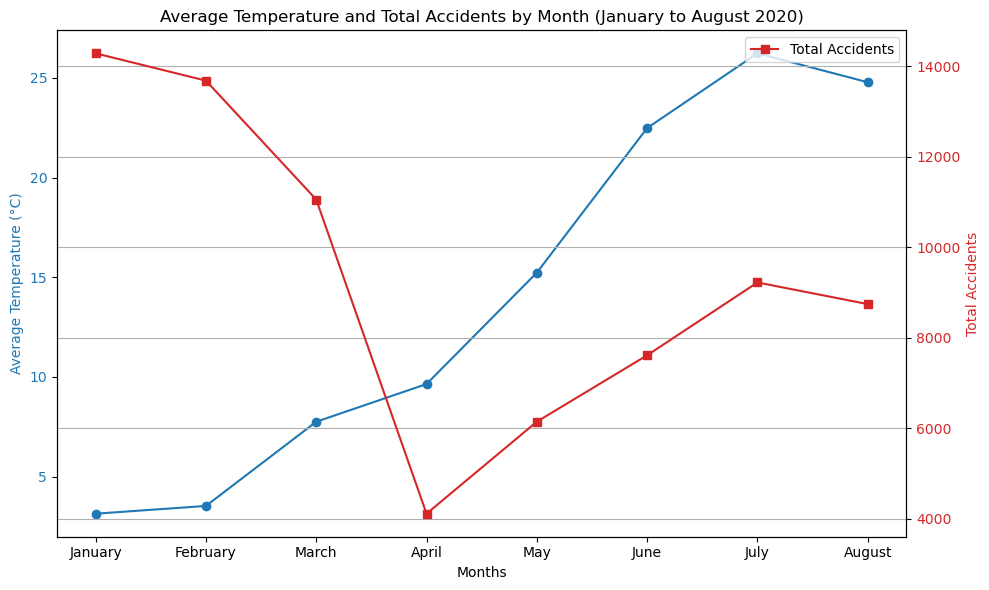 Average Temperature and Total Accidents by Month (January to August 2020)
Total Accidents
Average Temperature (°C)
25
20
15
10
5
14000
12000
10000
8000
6000
4000
Total Accidents
January February March April May June July August
Months